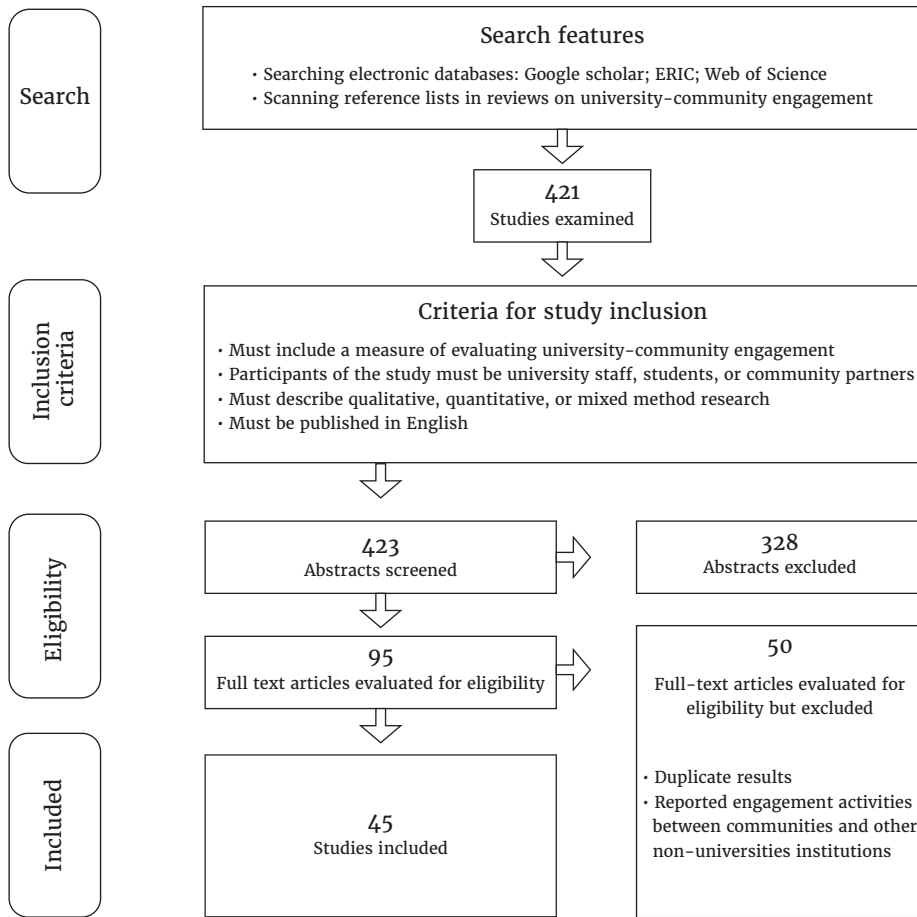 Search
Search features
· Searching electronic databases: Google scholar; ERIC; Web of Science
· Scanning reference lists in reviews on university-community engagement
421
Studies examined
Inclusion
criteria
Criteria for study inclusion
· Must include a measure of evaluating university-community engagement
· Participants of the study must be university staff, students, or community partners
· Must describe qualitative, quantitative, or mixed method research
· Must be published in English
Eligibility
423
Abstracts screened
328
Abstracts excluded
95
Full text articles evaluated for eligibility
50
Full-text articles evaluated for
eligibility but excluded
· Duplicate results
· Reported engagement activities
between communities and other
non-universities institutions
Included
45
Studies included